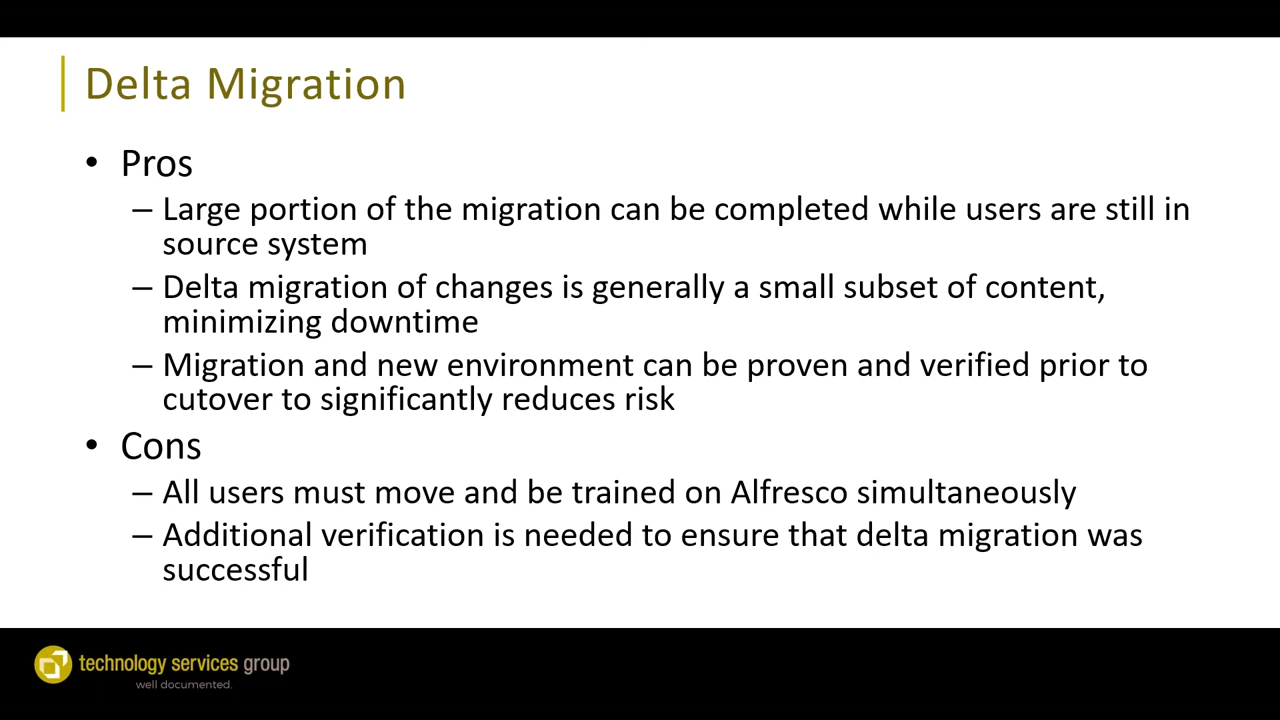 Delta Migration
• Pros
– Large portion of the migration can be completed while users are still in
source system
– Delta migration of changes is generally a small subset of content,
minimizing downtime
– Migration and new environment can be proven and verified prior to
cutover to significantly reduces risk
• Cons
– All users must move and be trained on Alfresco simultaneously
– Additional verification is needed to ensure that delta migration was
successful
technology services group
well documented.